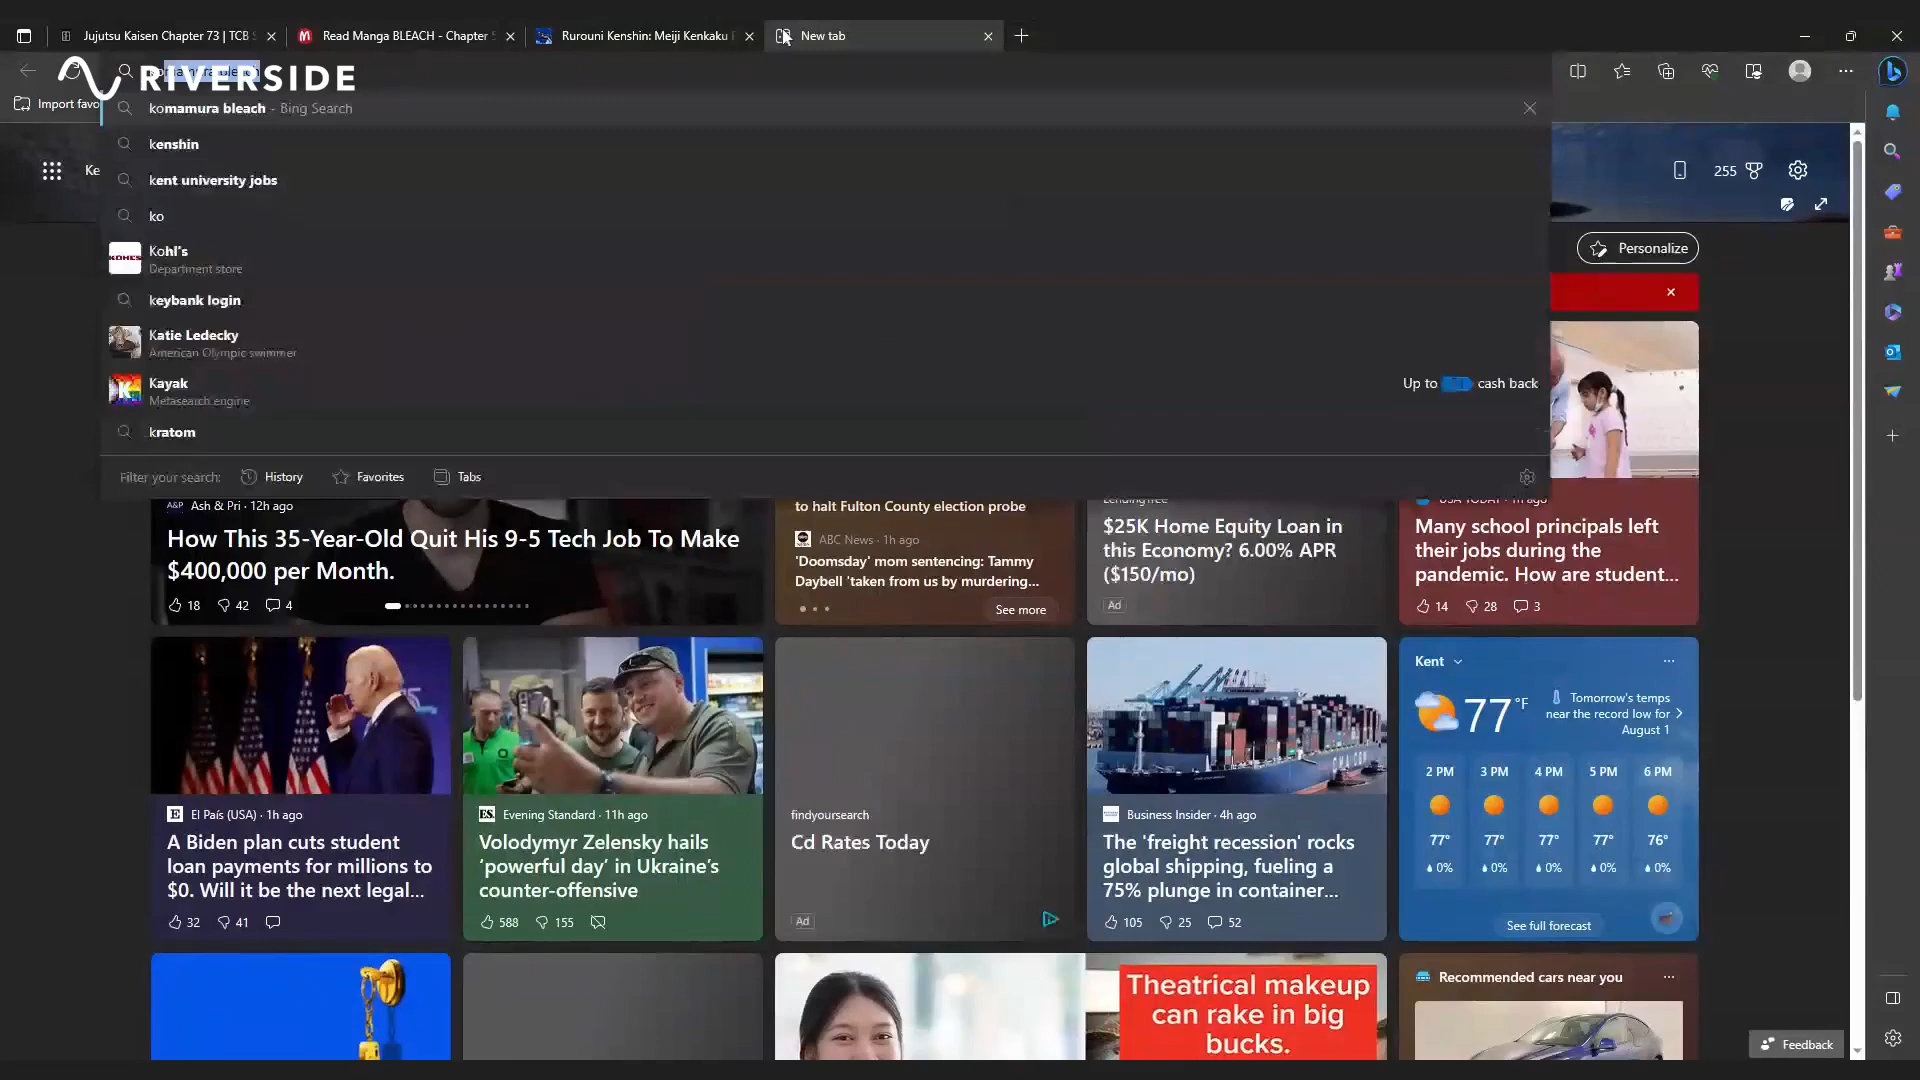 Jujutsu Kaisen Chapter 73 | TCB
Read Manga BLEACH - Chapter
Rurouni Kenshin: Meiji Kenkaku
New tab
RIVERSIDE
Import favo
komamura bleach - Bing Search
kenshin
kent university jobs
ko
Kohl's
Department store
keybank login
Katie Ledecky
American Olympic swimmer
Kayak
Metasearch engine
Up to
cash back
kratom
Filter your search:
History
Favorites
Tabs
Ke
255
Personalize
A&P Ash & Pri · 12h ago
How This 35-Year-Old Quit His 9-5 Tech Job To Make
$400,000 per Month.
18
42
4
to halt Fulton County election probe
ABC News · 1h ago
'Doomsday' mom sentencing: Tammy
Daybell 'taken from us by murdering...
See more
LendingTree
$25K Home Equity Loan in
this Economy? 6.00% APR
($150/mo)
Ad
USA TODAY · 1h ago
Many school principals left
their jobs during the
pandemic. How are student...
14
28
3
El País (USA) · 1h ago
A Biden plan cuts student
loan payments for millions to
$0. Will it be the next legal...
32
41
Evening Standard · 11h ago
Volodymyr Zelensky hails
‘powerful day’ in Ukraine’s
counter-offensive
588
155
findyoursearch
Cd Rates Today
Ad
Business Insider · 4h ago
The 'freight recession' rocks
global shipping, fueling a
75% plunge in container...
105
25
52
Kent
77 °F
Tomorrow's temps
near the record low for
August 1
2 PM 3 PM 4 PM 5 PM 6 PM
77° 77° 77° 77° 76°
0% 0% 0% 0% 0%
See full forecast
Theatrical makeup
can rake in big
bucks.
Recommended cars near you
Feedback